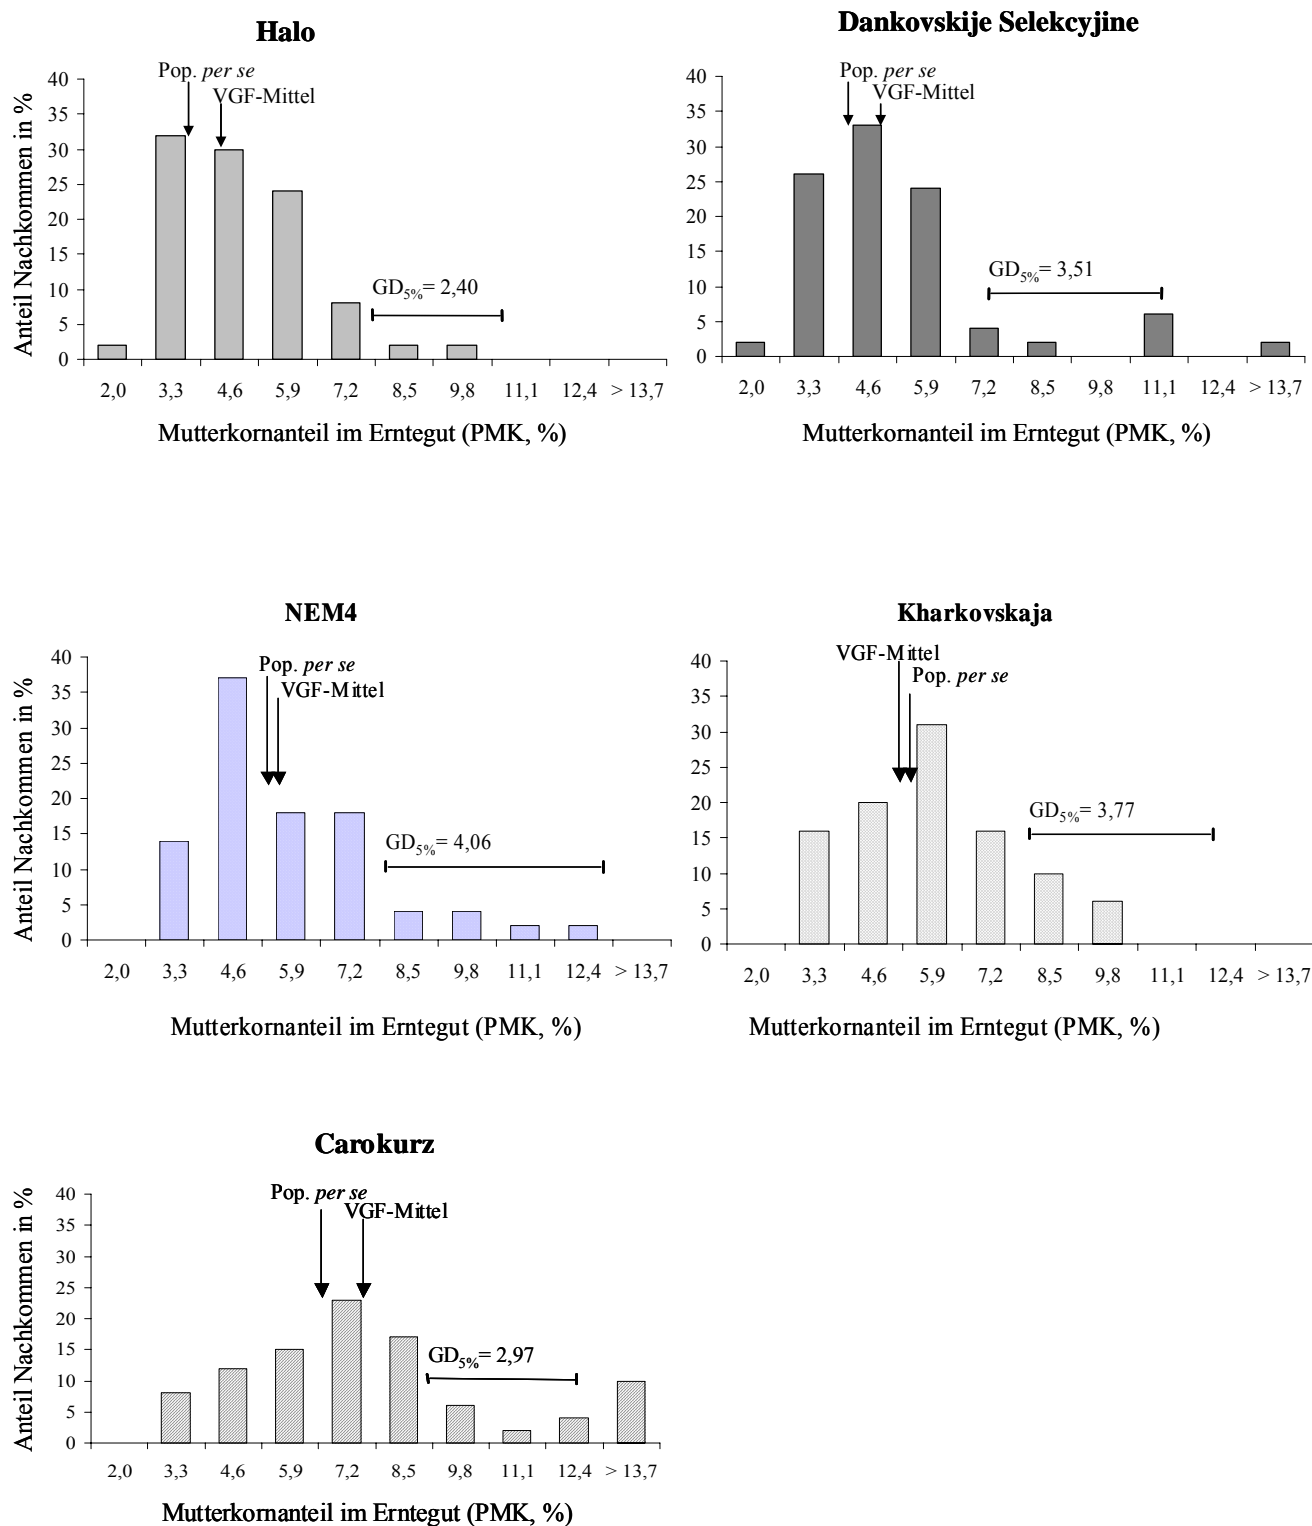 Halo
Pop. per se
VGF-Mittel
Anteil Nachkommen in %
40
35
30
25
20
15
10
5
0
GD5%= 2,40
2,0 3,3 4,6 5,9 7,2 8,5 9,8 11,1 12,4 > 13,7
Mutterkornanteil im Erntegut (PMK, %)
Dankovskije Selekcyjine
Pop. per se
VGF-Mittel
40
35
30
25
20
15
10
5
0
GD5%= 3,51
2,0 3,3 4,6 5,9 7,2 8,5 9,8 11,1 12,4 > 13,7
Mutterkornanteil im Erntegut (PMK, %)
NEM4
Pop. per se
VGF-Mittel
Anteil Nachkommen in %
40
35
30
25
20
15
10
5
0
GD5%= 4,06
2,0 3,3 4,6 5,9 7,2 8,5 9,8 11,1 12,4 > 13,7
Mutterkornanteil im Erntegut (PMK, %)
Kharkovskaja
VGF-Mittel
Pop. per se
40
35
30
25
20
15
10
5
0
GD5%= 3,77
2,0 3,3 4,6 5,9 7,2 8,5 9,8 11,1 12,4 > 13,7
Mutterkornanteil im Erntegut (PMK, %)
Carokurz
Pop. per se
VGF-Mittel
Anteil Nachkommen in %
40
35
30
25
20
15
10
5
0
GD5%= 2,97
2,0 3,3 4,6 5,9 7,2 8,5 9,8 11,1 12,4 > 13,7
Mutterkornanteil im Erntegut (PMK, %)